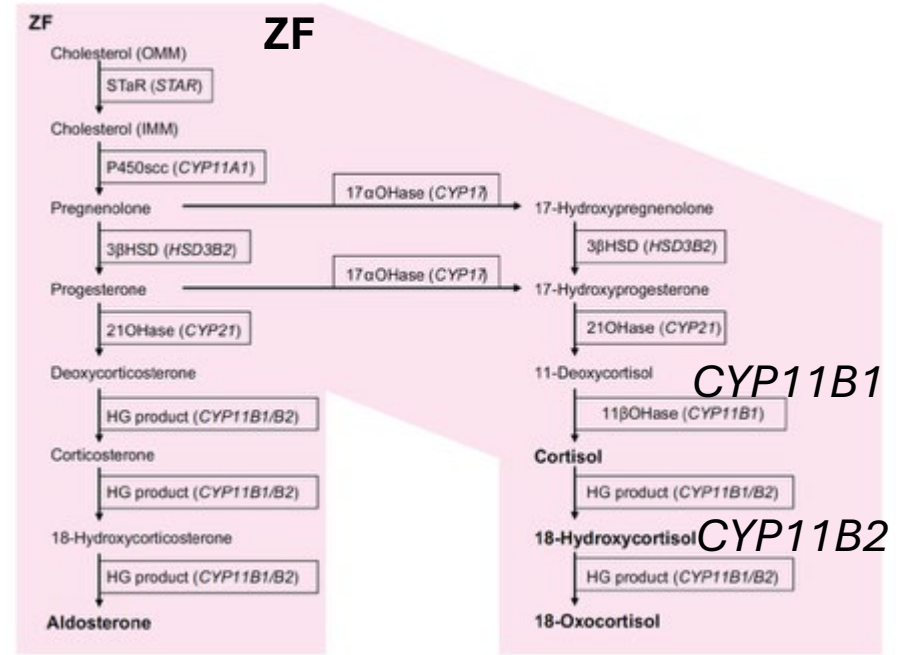 ZF
ZF
Cholesterol (OMM)
STaR (STAR)
Cholesterol (IMM)
P450scc (CYP11A1)
17αOHase (CYP17)
Pregnenolone
17-Hydroxypregnenolone
3βHSD (HSD3B2)
3βHSD (HSD3B2)
17αOHase (CYP17)
Progesterone
17-Hydroxyprogesterone
21OHase (CYP21)
21OHase (CYP21)
Deoxycorticosterone
11-Deoxycortisol
CYP11B1
HG product (CYP11B1/B2)
11βOHase (CYP11B1)
Corticosterone
Cortisol
HG product (CYP11B1/B2)
HG product (CYP11B1/B2)
18-Hydroxycorticosterone
18-Hydroxycortisol
CYP11B2
HG product (CYP11B1/B2)
HG product (CYP11B1/B2)
Aldosterone
18-Oxocortisol